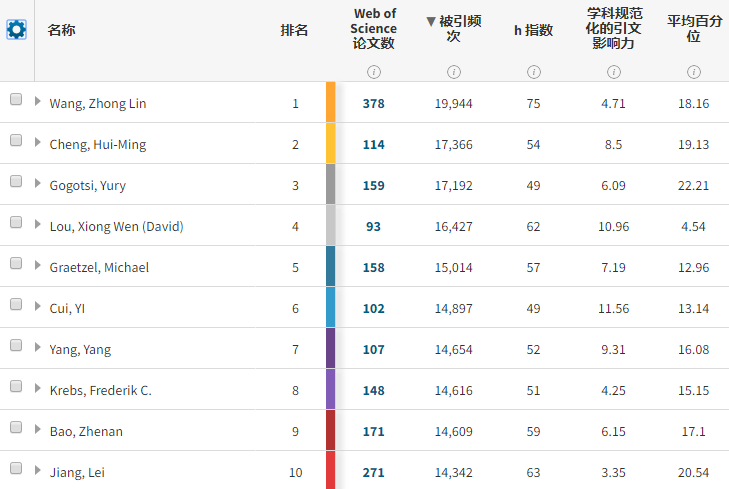 名称 排名 Web of Science 论文数 ▼被引频次 h 指数 学科规范化的引文影响力 平均百分位
Wang, Zhong Lin 1 378 19,944 75 4.71 18.16
Cheng, Hui-Ming 2 114 17,366 54 8.5 19.13
Gogotsi, Yury 3 159 17,192 49 6.09 22.21
Lou, Xiong Wen (David) 4 93 16,427 62 10.96 4.54
Graetzel, Michael 5 158 15,014 57 7.19 12.96
Cui, YI 6 102 14,897 49 11.56 13.14
Yang, Yang 7 107 14,654 52 9.31 16.08
Krebs, Frederik C. 8 148 14,616 51 4.25 15.15
Bao, Zhenan 9 171 14,609 59 6.15 17.1
Jiang, Lei 10 271 14,342 63 3.35 20.54